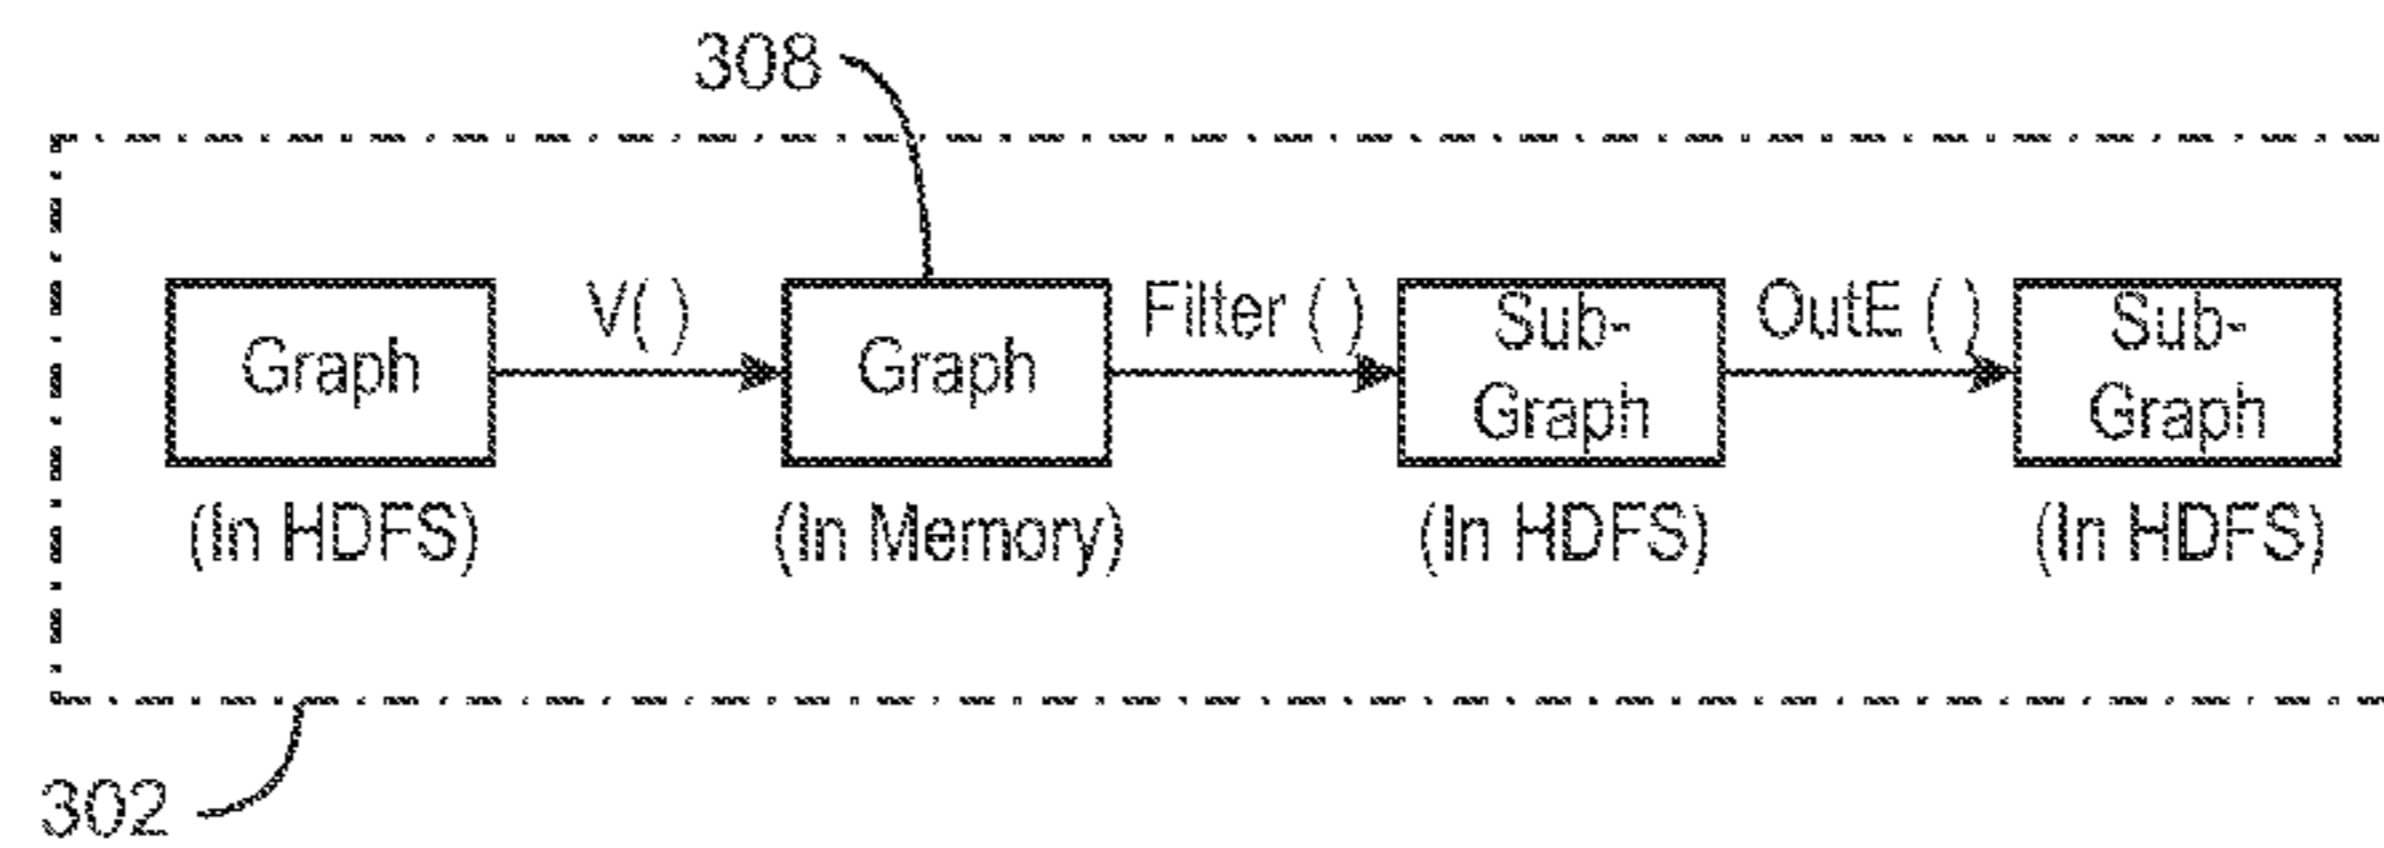 308
V( )
Filter ( )
OutE ( )
Graph
Graph
Sub-
Graph
Sub-
Graph
(In HDFS)
(In Memory)
(In HDFS)
(In HDFS)
302